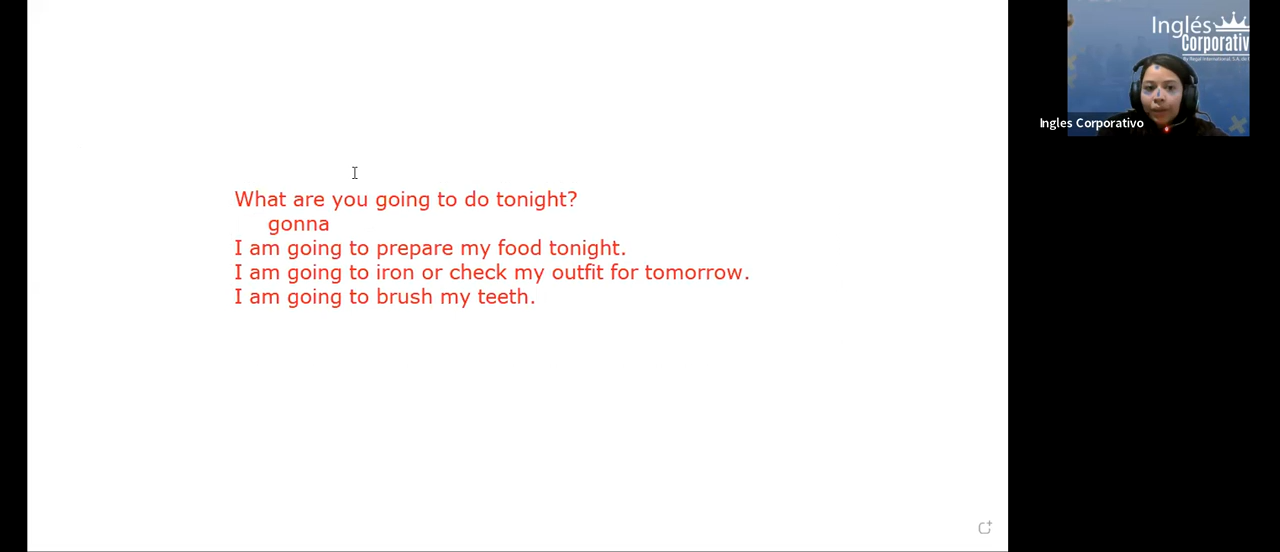 What are you going to do tonight?
gonna
I am going to prepare my food tonight.
I am going to iron or check my outfit for tomorrow.
I am going to brush my teeth.
Inglés
Corporativ
Ingles Corporativo